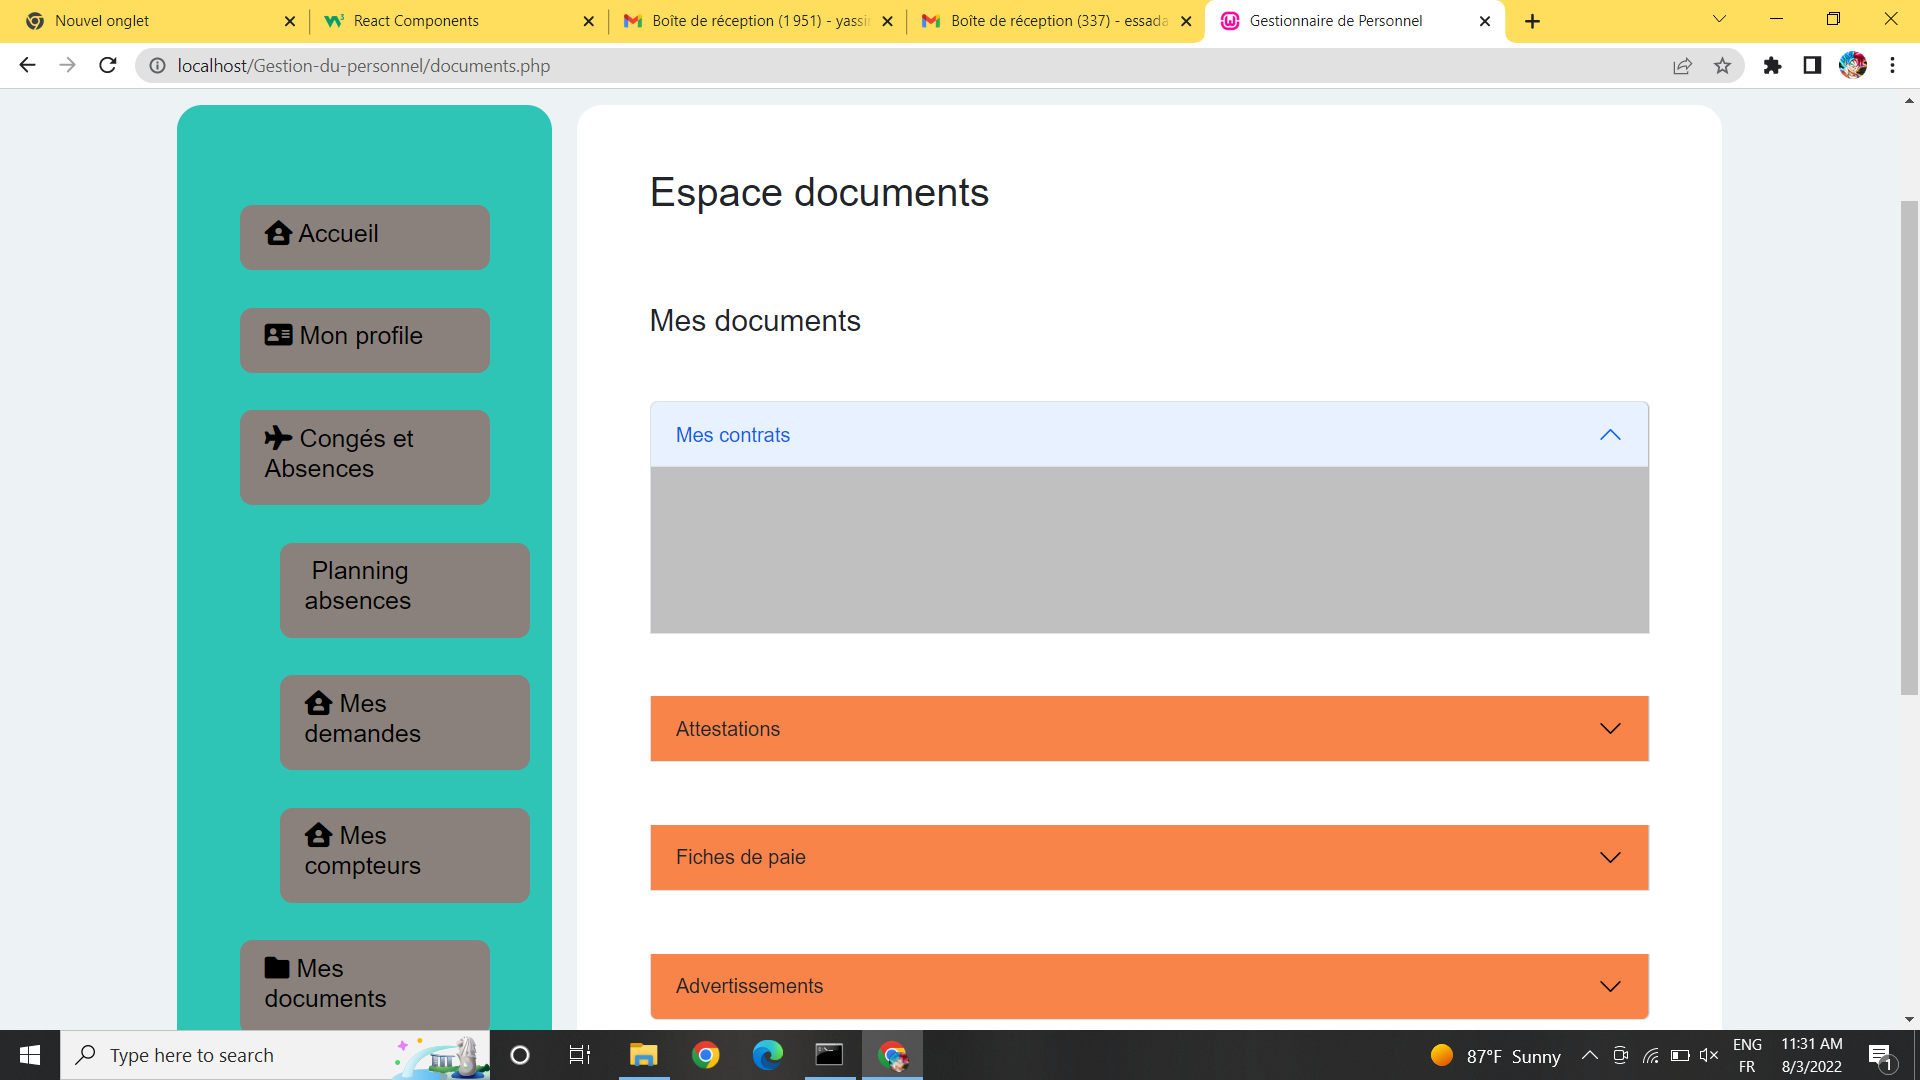 Nouvel onglet
React Components
Boîte de réception (1 951) - yassi
Boîte de réception (337) - essada
Gestionnaire de Personnel
localhost/Gestion-du-personnel/documents.php
Accueil
Mon profile
Congés et
Absences
Planning
absences
Mes
demandes
Mes
compteurs
Mes
documents
Espace documents
Mes documents
Mes contrats
Attestations
Fiches de paie
Advertissements
Type here to search
87°F Sunny
ENG
FR
11:31 AM
8/3/2022
1